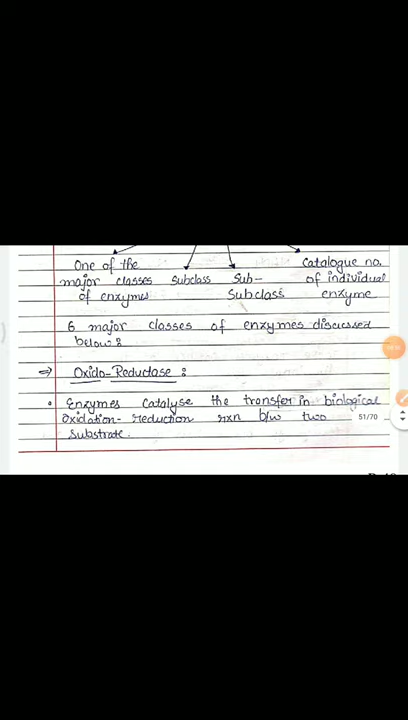 One of the major classes of enzymes
Subclass
Sub-Subclass
Catalogue no. of individual enzyme
6 major classes of enzymes discussed
below:
⇒ Oxido-Reductase :
• Enzymes Catalyse the transfer in biological
oxidation-reduction rxn b/w two
Substrate.
51/70